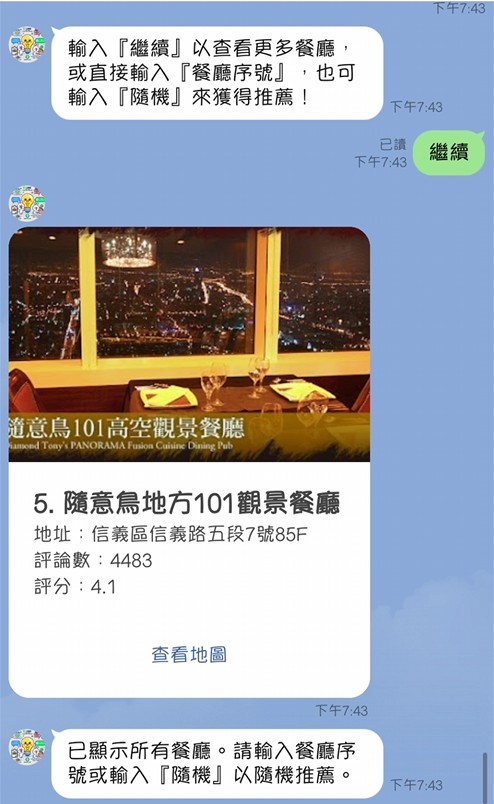 下午7:43
輸入『繼續』以查看更多餐廳，
或直接輸入『餐廳序號』，也可
輸入『隨機』來獲得推薦！
下午7:43
已讀
下午7:43
繼續
隨意鳥101高空觀景餐廳
Diamond Tony's PANORAMA Fusion Cuisine Dining Pub
5. 隨意鳥地方101觀景餐廳
地址：信義區信義路五段7號85F
評論數：4483
評分：4.1
查看地圖
下午7:43
已顯示所有餐廳。請輸入餐廳序
號或輸入『隨機』以隨機推薦。
下午7:43